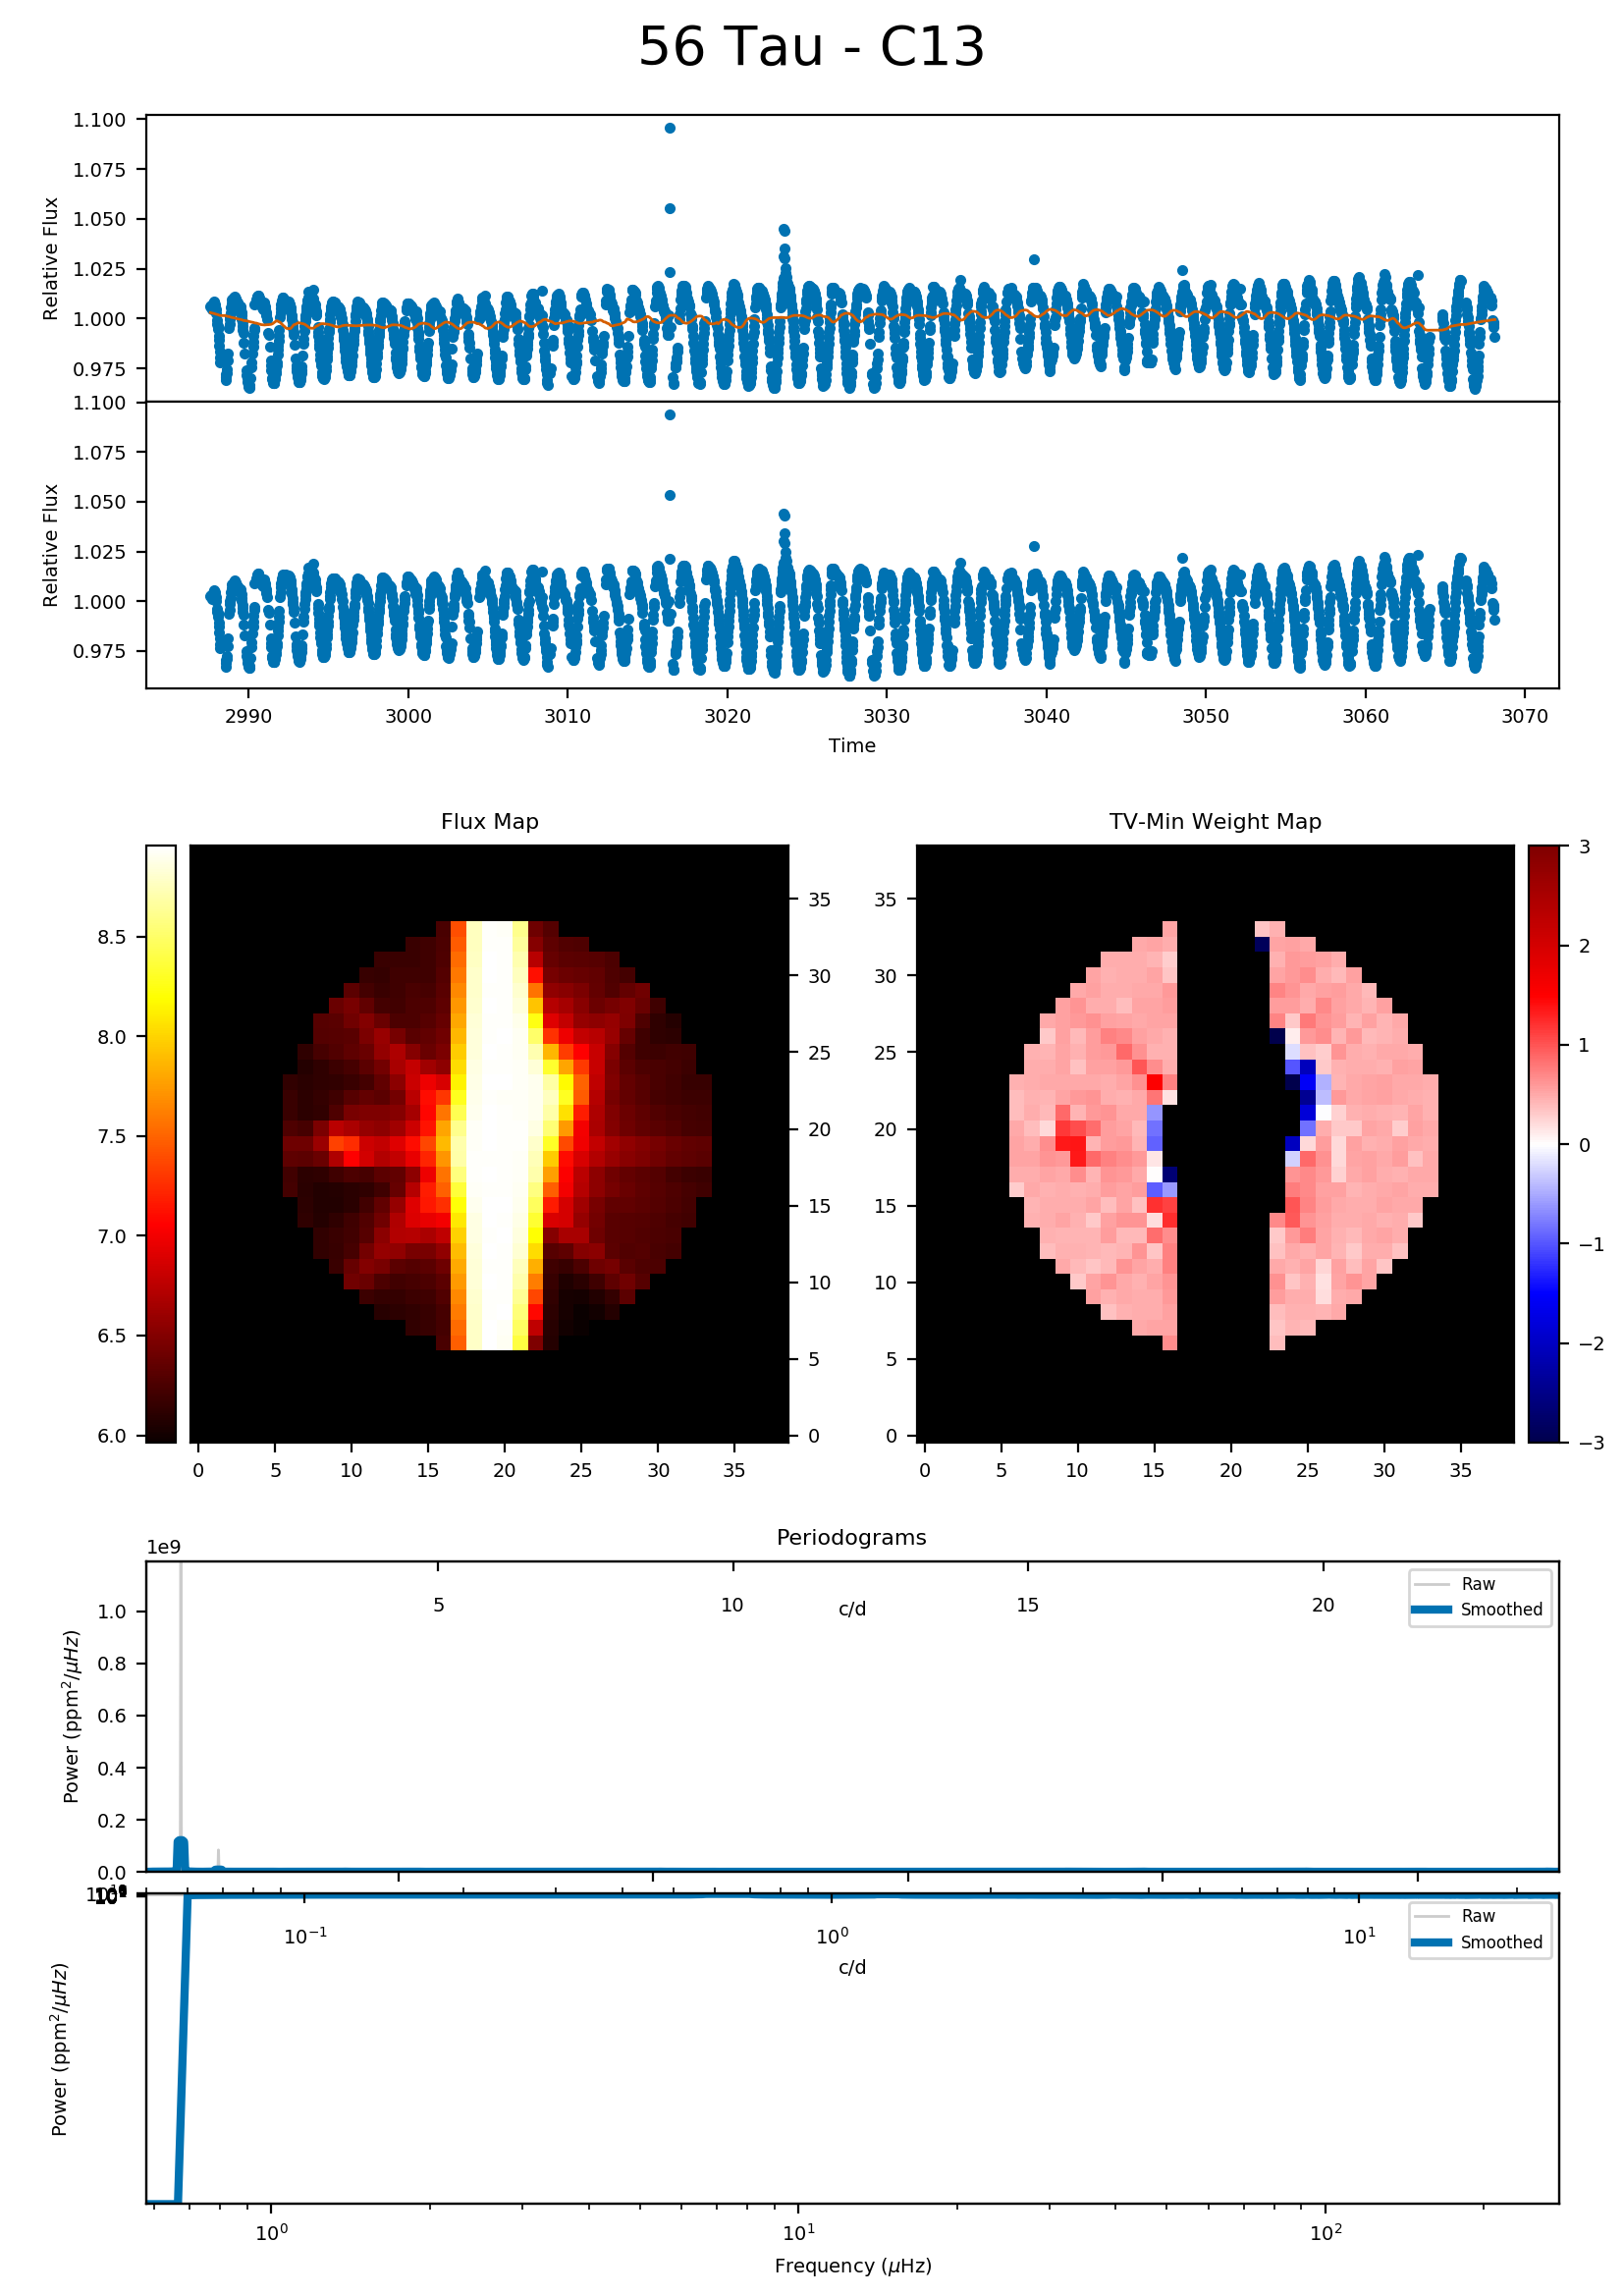 56 Tau - C13
1.100
1.075
1.050
1.025
1.000
0.975
Relative Flux
1.100
1.075
1.050
1.025
1.000
0.975
Relative Flux
2990 3000 3010 3020 3030 3040 3050 3060 3070
Time
Flux Map
TV-Min Weight Map
8.5
8.0
7.5
7.0
6.5
6.0
35
30
25
20
15
10
5
0
0 5 10 15 20 25 30 35
35
30
25
20
15
10
5
0
0 5 10 15 20 25 30 35
3
2
1
0
−1
−2
−3
Periodograms
1e9
1.0
0.8
0.6
0.4
0.2
0.0
Power (ppm²/μHz)
5 10 15 20
c/d
Raw
Smoothed
10⁻¹ 10⁰ 10¹
c/d
Raw
Smoothed
Power (ppm²/μHz)
10⁰ 10¹ 10²
Frequency (μHz)